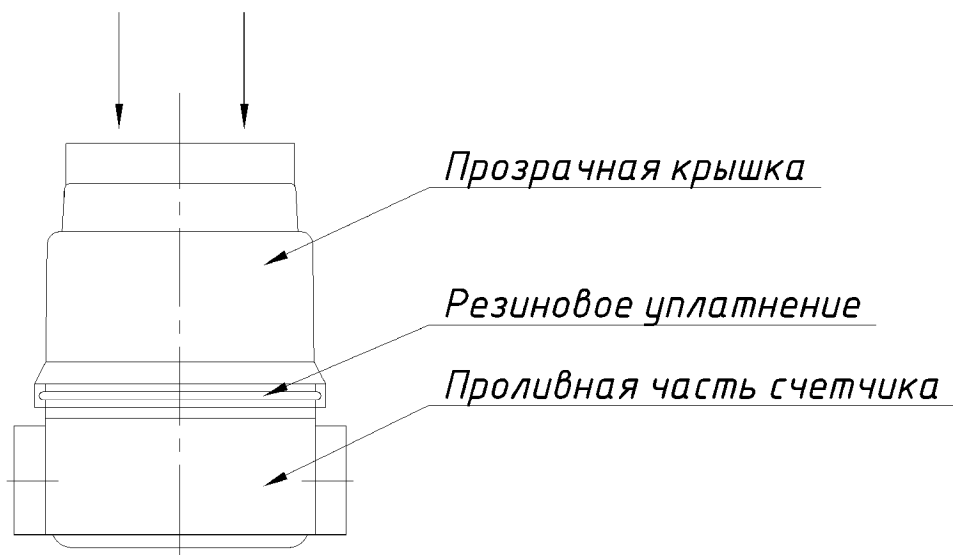 Прозрачная крышка
Резиновое уплатнение
Проливная часть счетчика